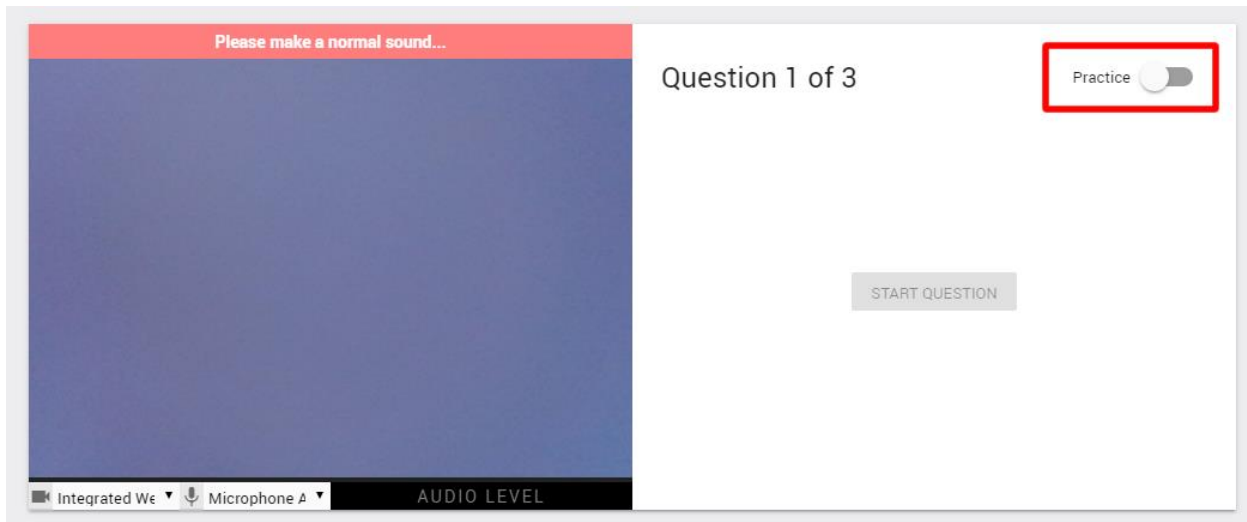 Please make a normal sound...
Question 1 of 3
Practice
START QUESTION
Integrated We
Microphone A
AUDIO LEVEL